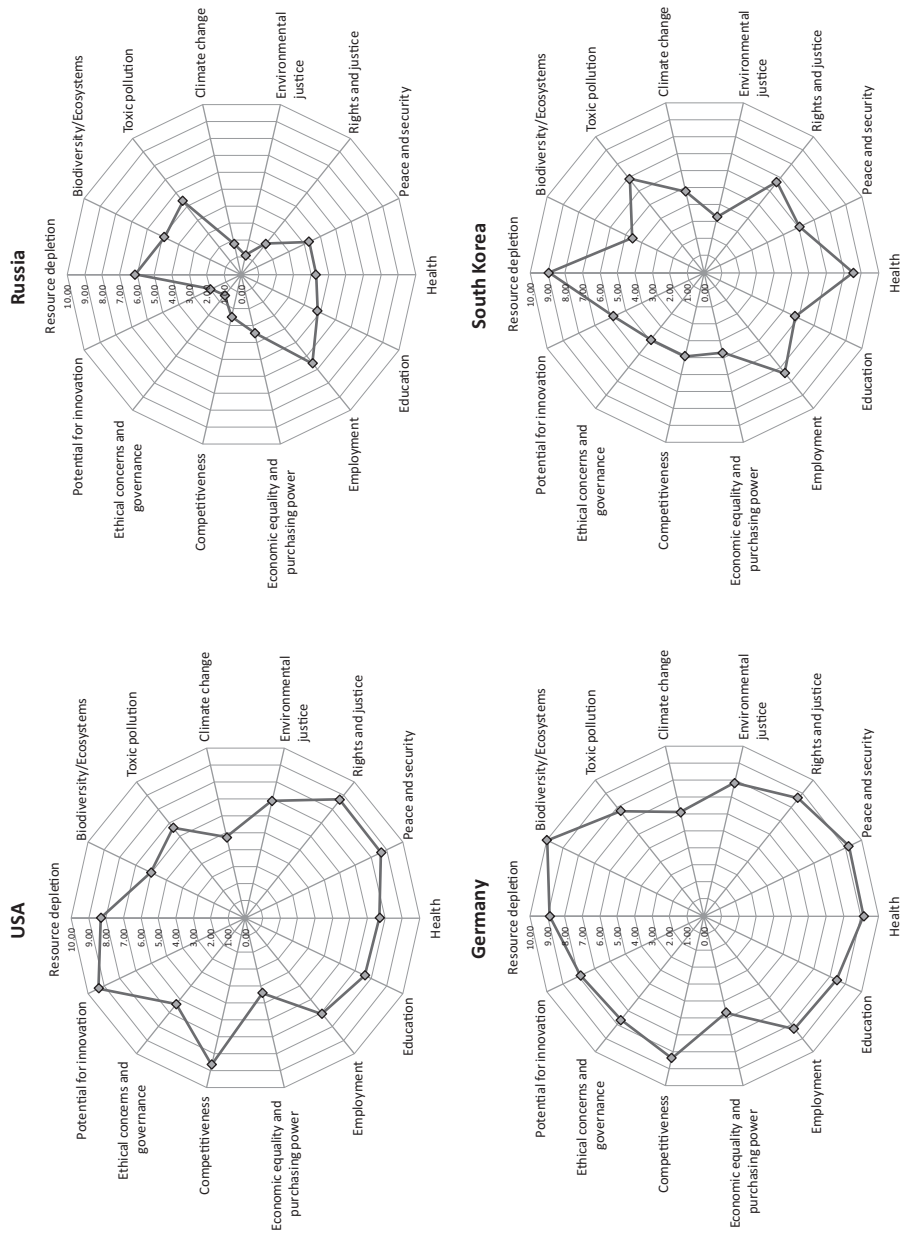 USA
Resource depletion
10.00
9.00
8.00
7.00
6.00
5.00
4.00
3.00
2.00
1.00
0.00
Biodiversity/Ecosystems
Toxic pollution
Climate change
Environmental
justice
Rights and justice
Peace and security
Health
Education
Employment
Economic equality and
purchasing power
Competitiveness
Ethical concerns and
governance
Potential for innovation
Russia
Resource depletion
10.00
9.00
8.00
7.00
6.00
5.00
4.00
3.00
2.00
0.00
Biodiversity/Ecosystems
Toxic pollution
Climate change
Environmental
justice
Rights and justice
Peace and security
Health
Education
Employment
Economic equality and
purchasing power
Competitiveness
Ethical concerns and
governance
Potential for innovation
Germany
Resource depletion
10.00
9.00
8.00
7.00
6.00
5.00
4.00
3.00
2.00
1.00
0.00
Biodiversity/Ecosystems
Toxic pollution
Climate change
Environmental
justice
Rights and justice
Peace and security
Health
Education
Employment
Economic equality and
purchasing power
Competitiveness
Ethical concerns and
governance
Potential for innovation
South Korea
Resource depletion
10.00
9.00
8.00
7.00
6.00
5.00
4.00
3.00
2.00
1.00
0.00
Biodiversity/Ecosystems
Toxic pollution
Climate change
Environmental
justice
Rights and justice
Peace and security
Health
Education
Employment
Economic equality and
purchasing power
Competitiveness
Ethical concerns and
governance
Potential for innovation